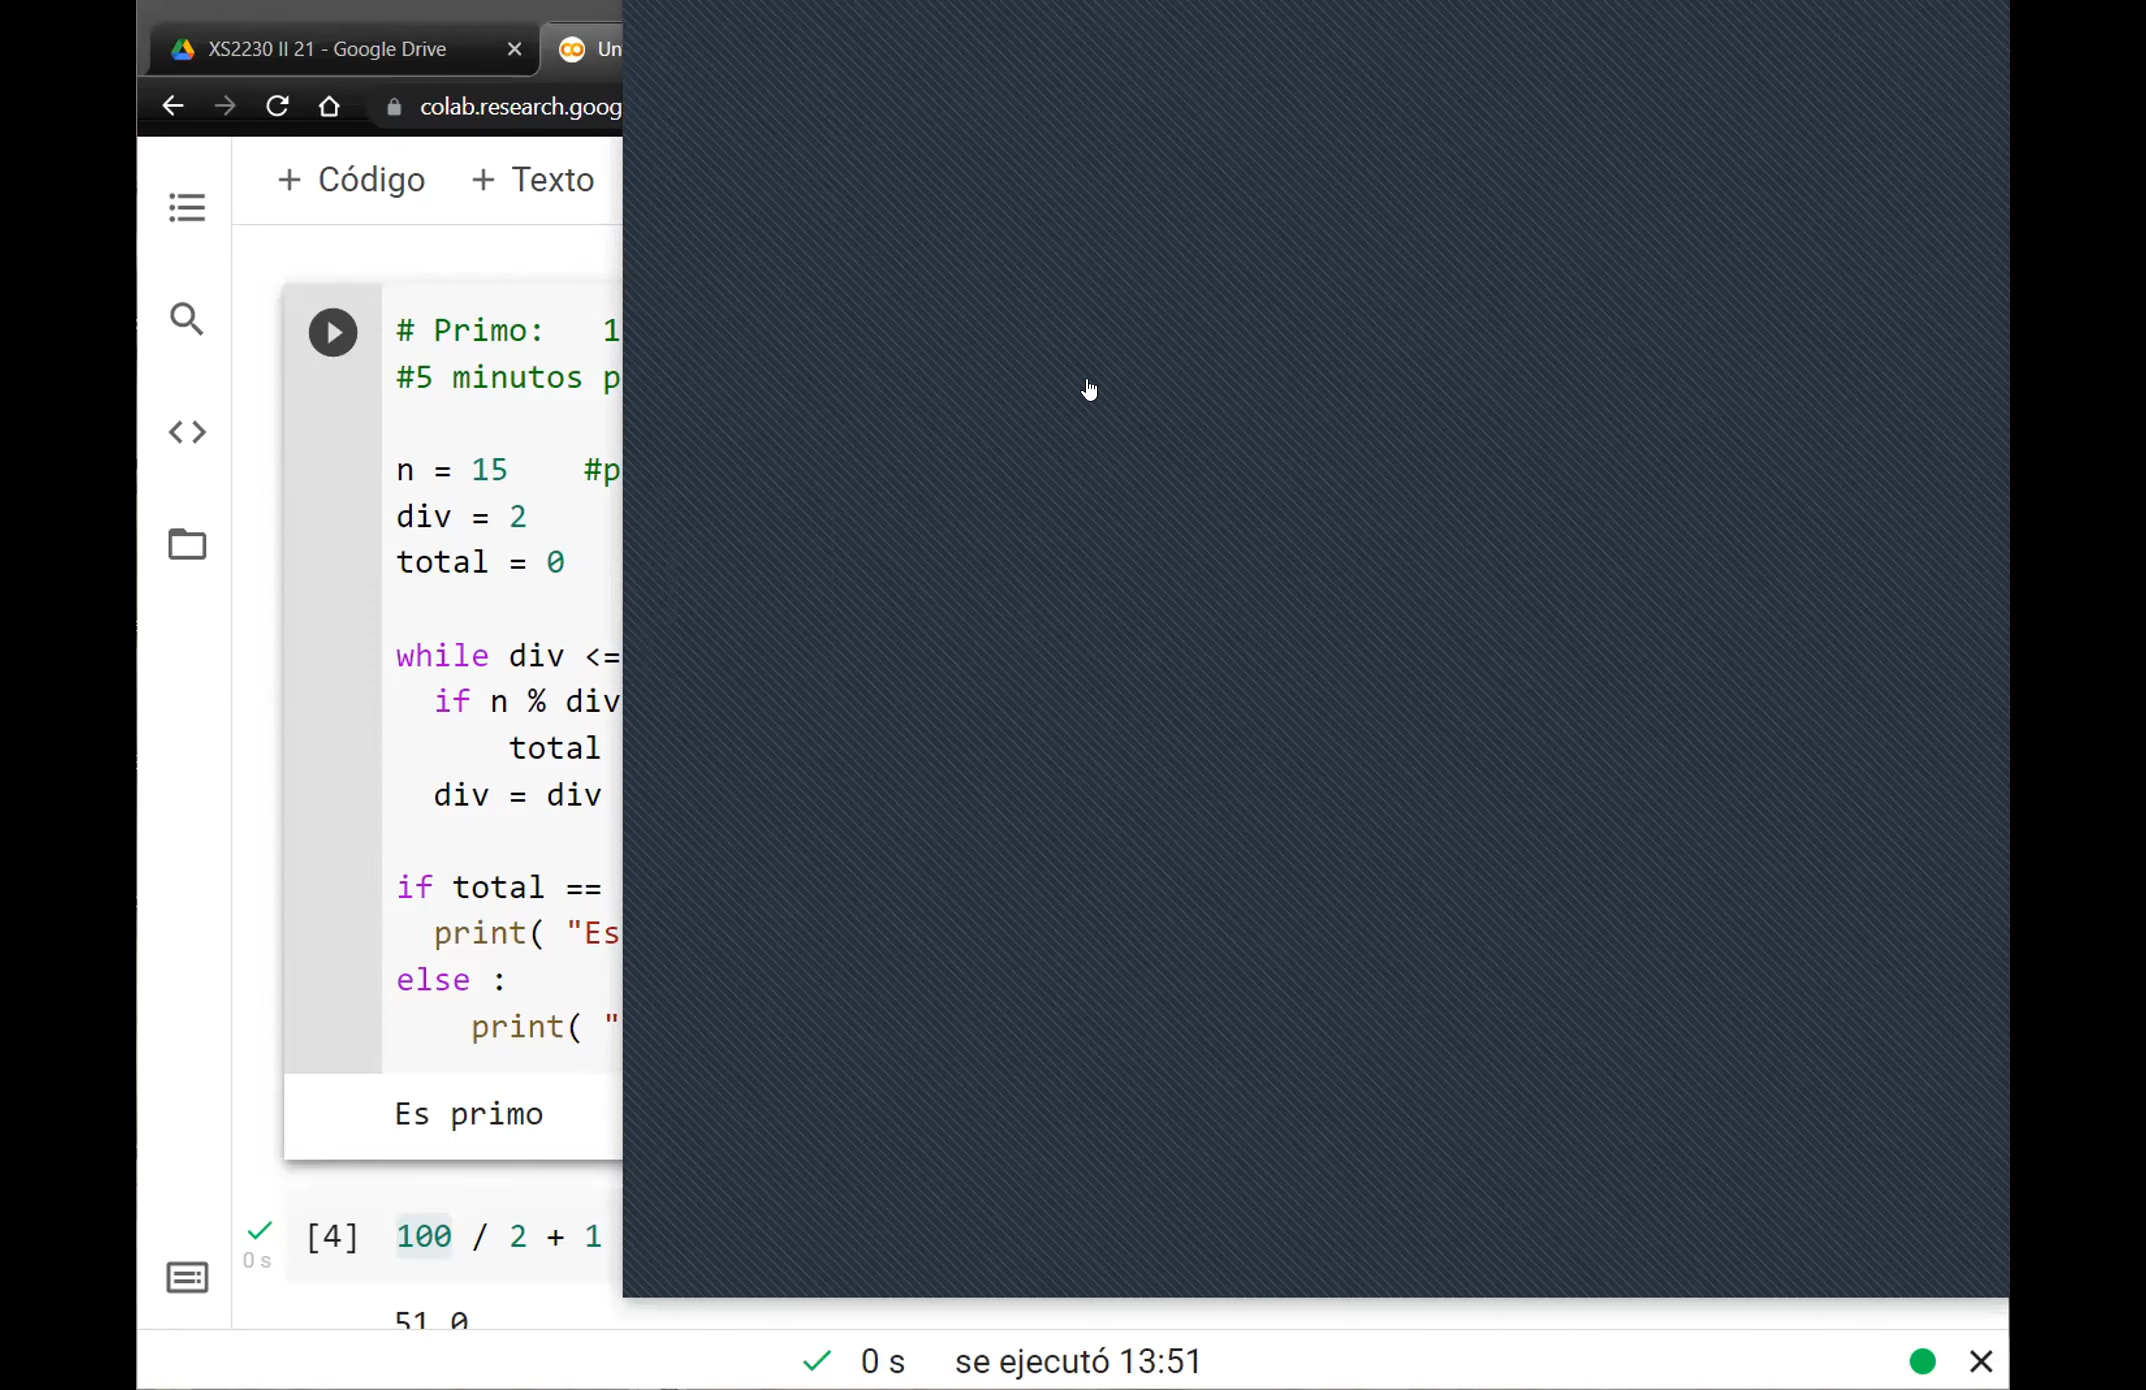 XS2230 II 21 - Google Drive
Un
colab.research.goog
+ Código + Texto
# Primo: 1
#5 minutos p
n = 15 #p
div = 2
total = 0
while div <=
if n % div
total
div = div
if total ==
print( "Es
else :
print( "
Es primo
[4] 100 / 2 + 1
0 s
51.0
0 s se ejecutó 13:51